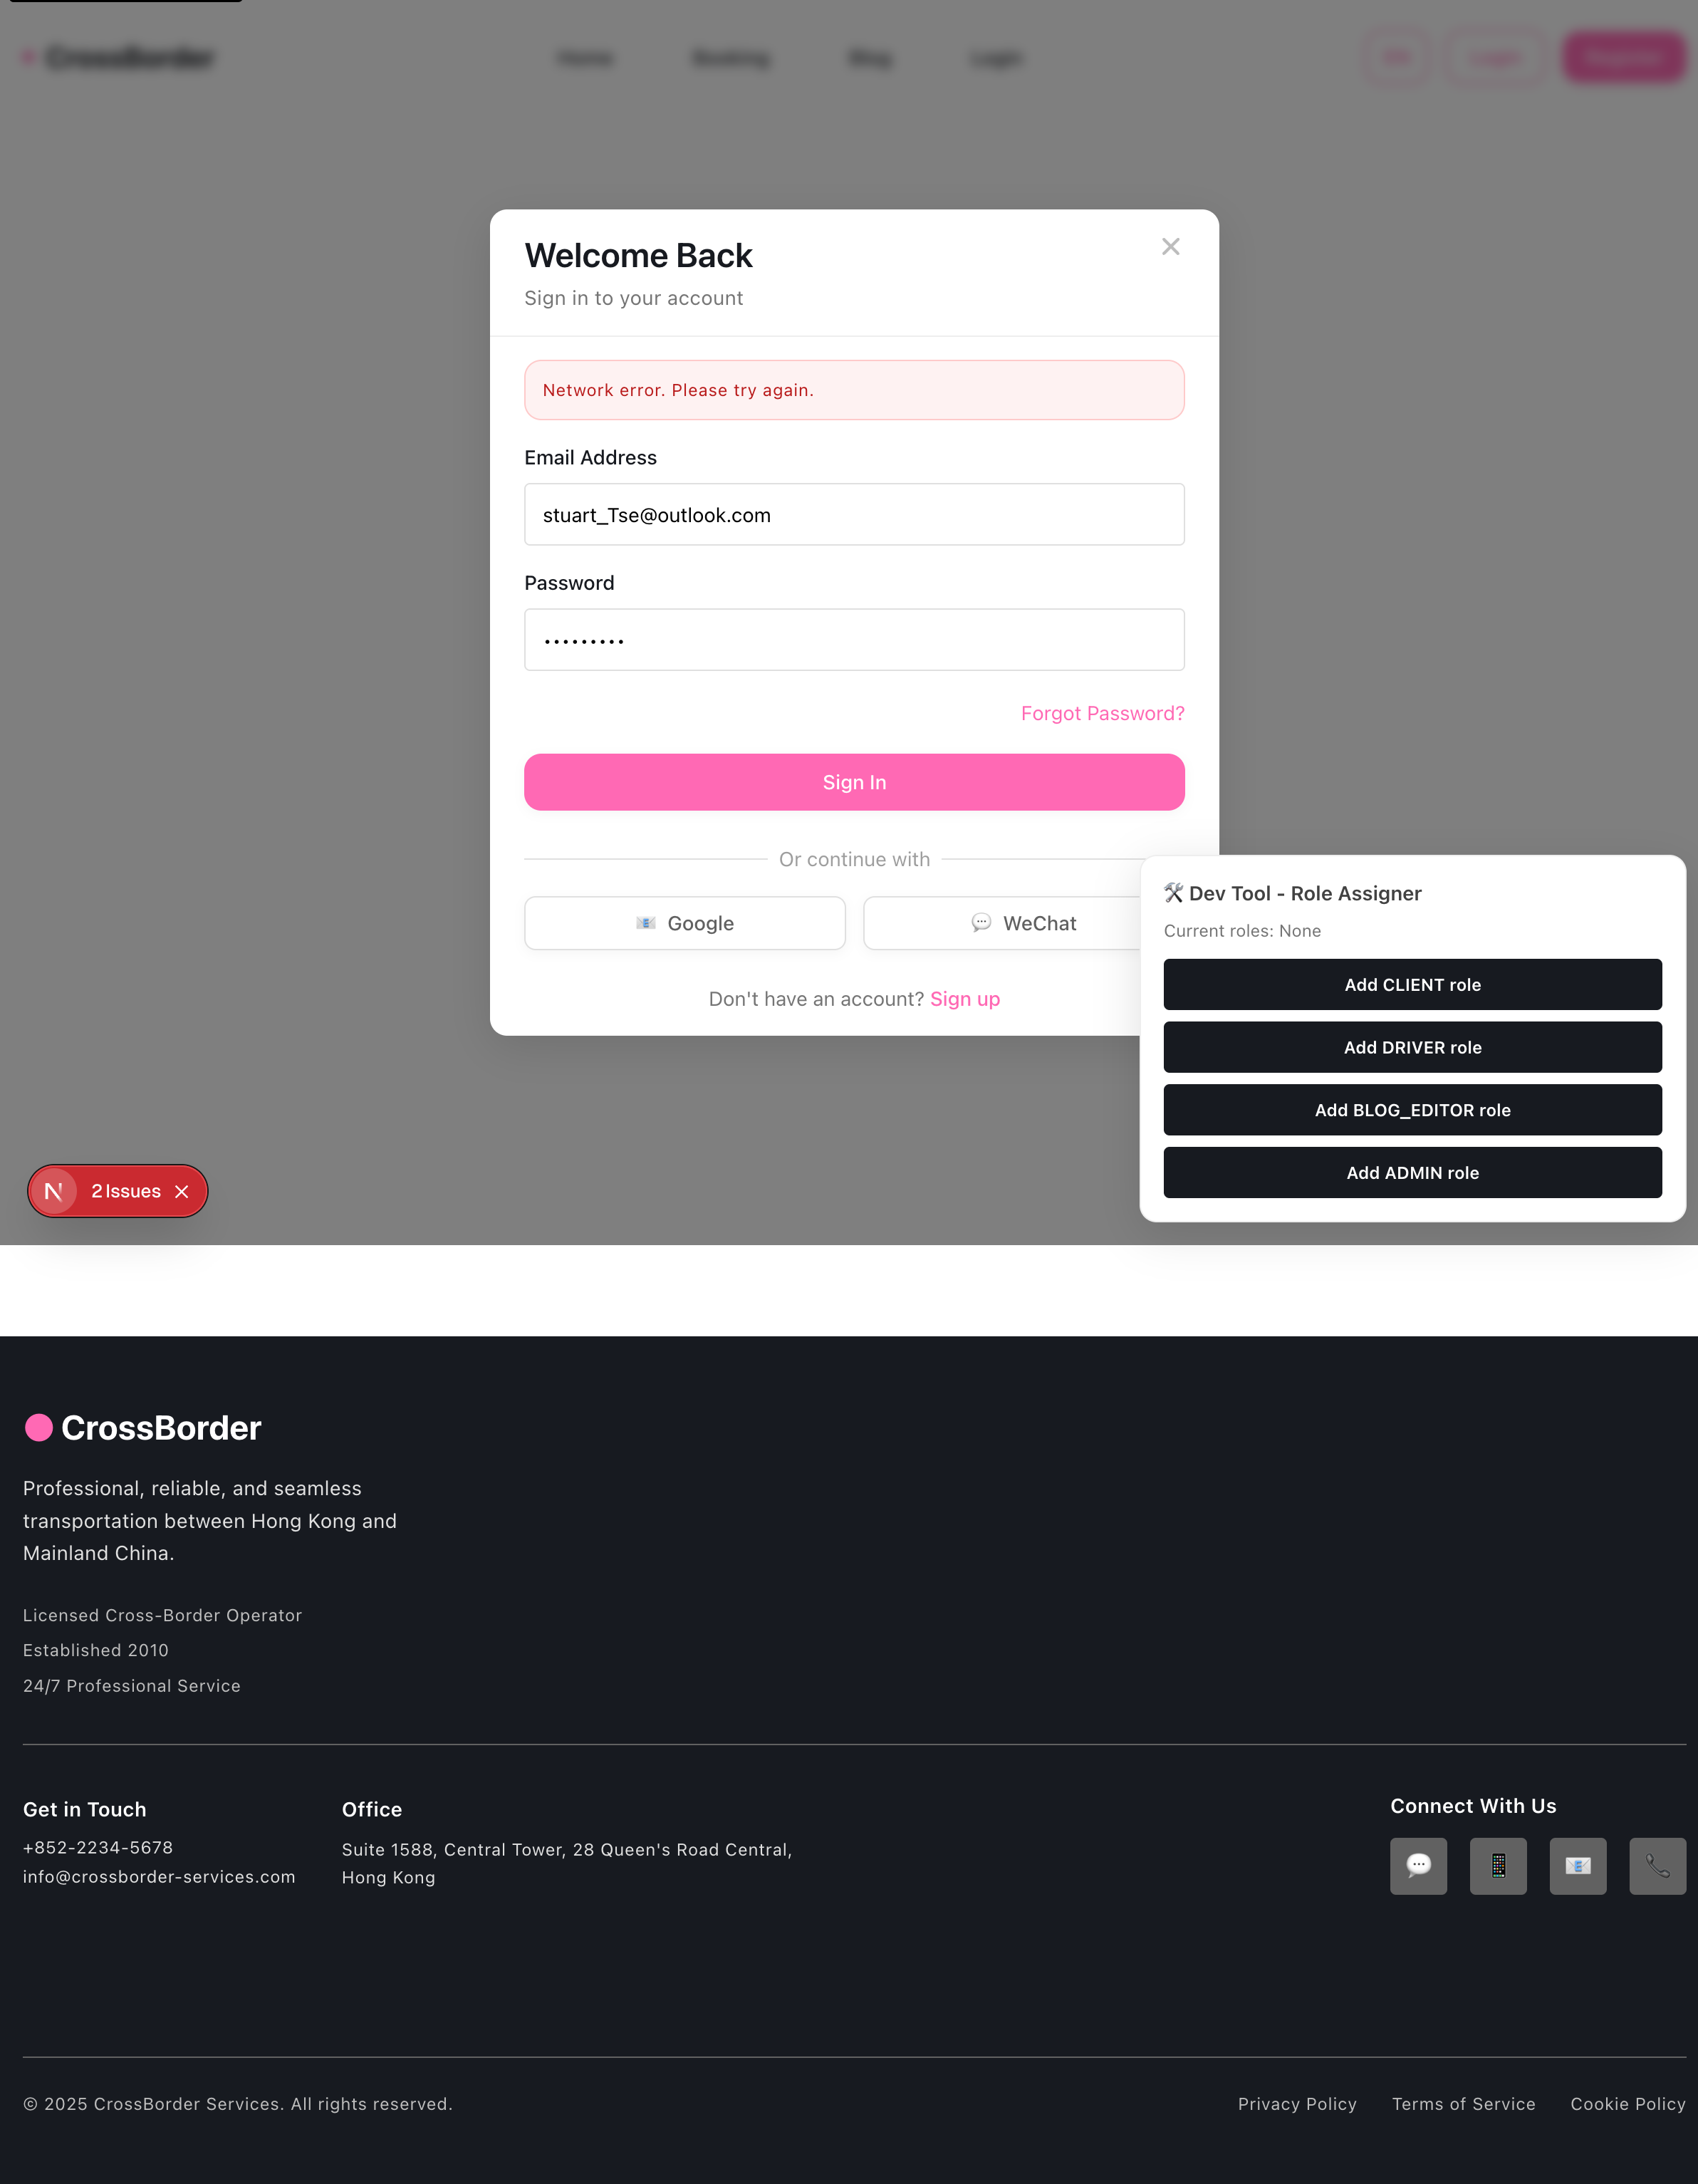 CrossBorder
Home
Booking
Blog
Login
Login
Register
Welcome Back
Sign in to your account
Network error. Please try again.
Email Address
stuart_Tse@outlook.com
Password
Forgot Password?
Sign In
Or continue with
Google
WeChat
Don't have an account? Sign up
🛠 Dev Tool - Role Assigner
Current roles: None
Add CLIENT role
Add DRIVER role
Add BLOG_EDITOR role
Add ADMIN role
N 2 Issues
CrossBorder
Professional, reliable, and seamless
transportation between Hong Kong and
Mainland China.
Licensed Cross-Border Operator
Established 2010
24/7 Professional Service
Get in Touch
+852-2234-5678
info@crossborder-services.com
Office
Suite 1588, Central Tower, 28 Queen's Road Central,
Hong Kong
Connect With Us
© 2025 CrossBorder Services. All rights reserved.
Privacy Policy
Terms of Service
Cookie Policy